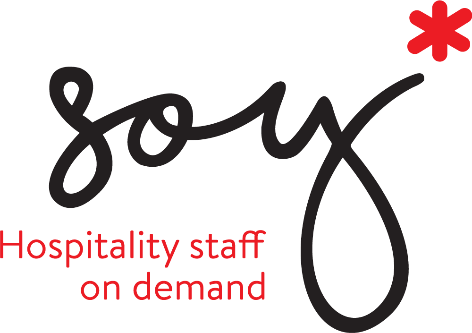 soy*
Hospitality staff
on demand